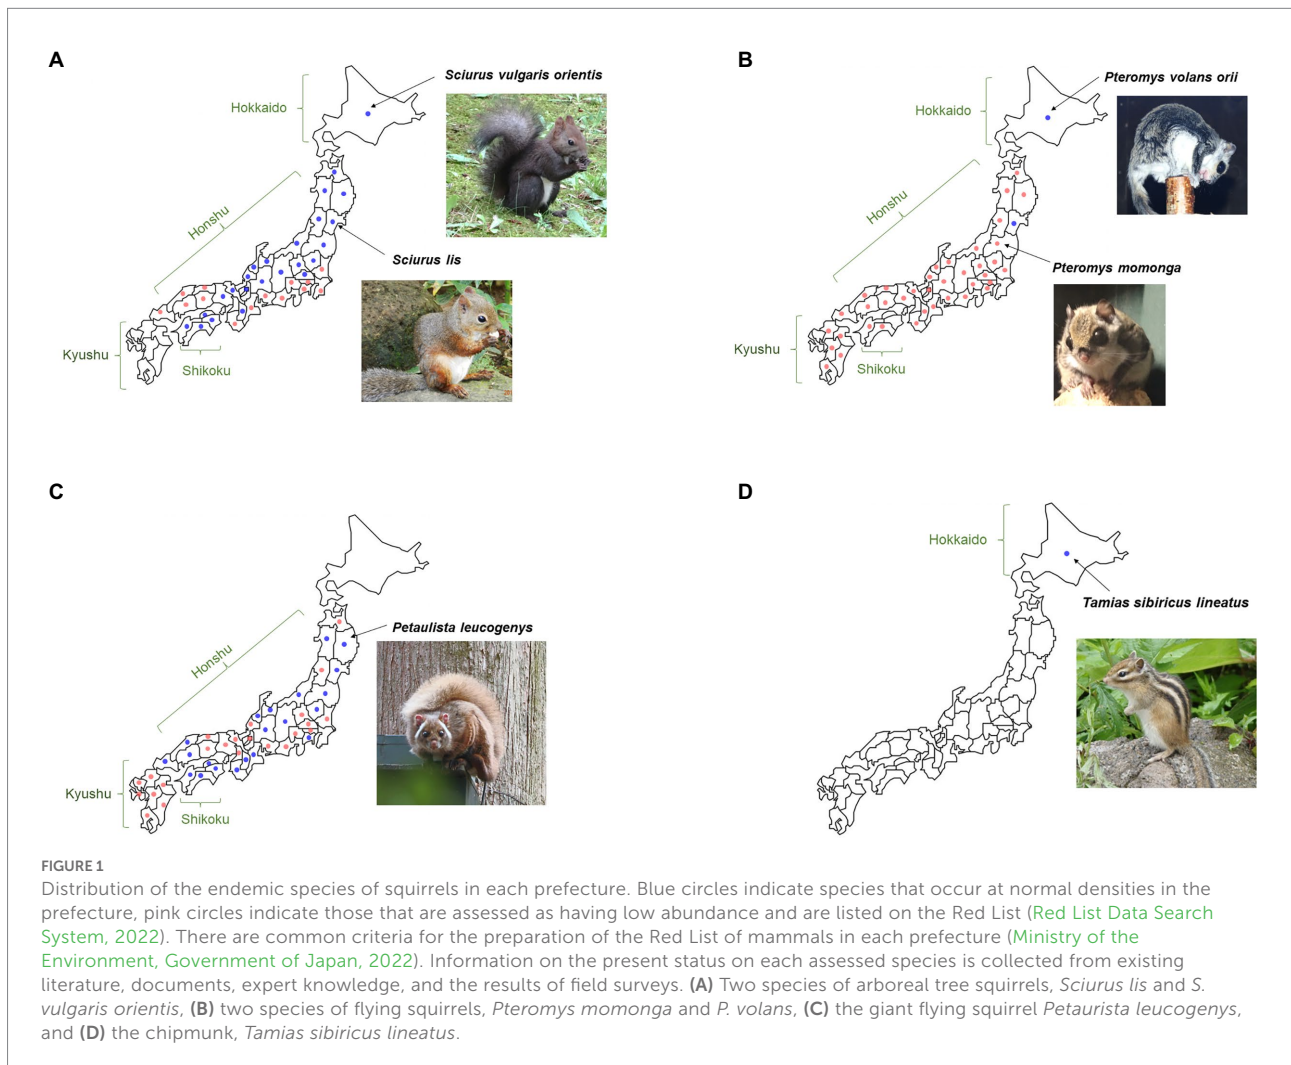 A
Sciurus vulgaris orientis
Hokkaido
Honshu
Sciurus lis
Kyushu
Shikoku
B
Pteromys volans orii
Hokkaido
Honshu
Pteromys momonga
Kyushu
Shikoku
C
Petaulista leucogenys
Honshu
Kyushu
Shikoku
D
Hokkaido
Tamias sibiricus lineatus
FIGURE 1
Distribution of the endemic species of squirrels in each prefecture. Blue circles indicate species that occur at normal densities in the
prefecture, pink circles indicate those that are assessed as having low abundance and are listed on the Red List (Red List Data Search
System, 2022). There are common criteria for the preparation of the Red List of mammals in each prefecture (Ministry of the
Environment, Government of Japan, 2022). Information on the present status on each assessed species is collected from existing
literature, documents, expert knowledge, and the results of field surveys. (A) Two species of arboreal tree squirrels, Sciurus lis and S.
vulgaris orientis, (B) two species of flying squirrels, Pteromys momonga and P. volans, (C) the giant flying squirrel Petaurista leucogenys,
and (D) the chipmunk, Tamias sibiricus lineatus.